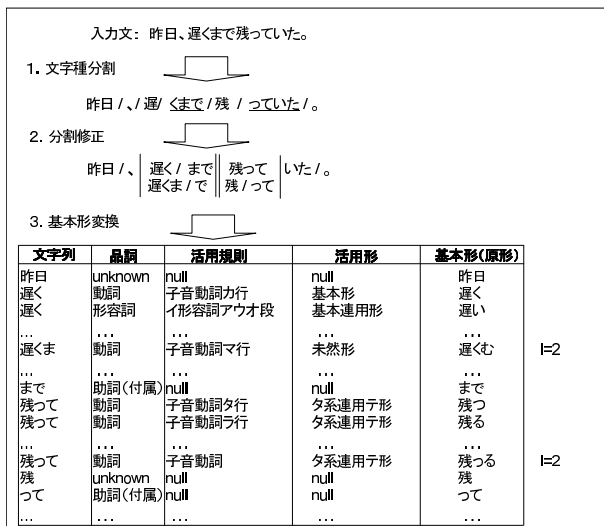 入力文: 昨日、遅くまで残っていた。
1. 文字種分割
昨日 / 、/ 遅/ くまで / 残 / っていた / 。
2. 分割修正
昨日 / 、| 遅く / まで || 残って | いた / 。
遅くま / で || 残 / って
3. 基本形変換
文字列 品詞 活用規則 活用形 基本形(原形)
昨日 unknown null null 昨日
遅く 動詞 子音動詞カ行 基本形 遅く
遅く 形容詞 イ形容詞アウオ段 基本連用形 遅い
... ... ... ... ...
遅くま 動詞 子音動詞マ行 未然形 遅くむ l=2
... ... ... ... ...
まで 助詞(付属) null null まで
残って 動詞 子音動詞タ行 タ系連用テ形 残つ
残って 動詞 子音動詞ラ行 タ系連用テ形 残る
... ... ... ... ...
残って 動詞 子音動詞 タ系連用テ形 残っる l=2
残 unknown null null 残
って 助詞(付属) null null って
... ... ... ... ...